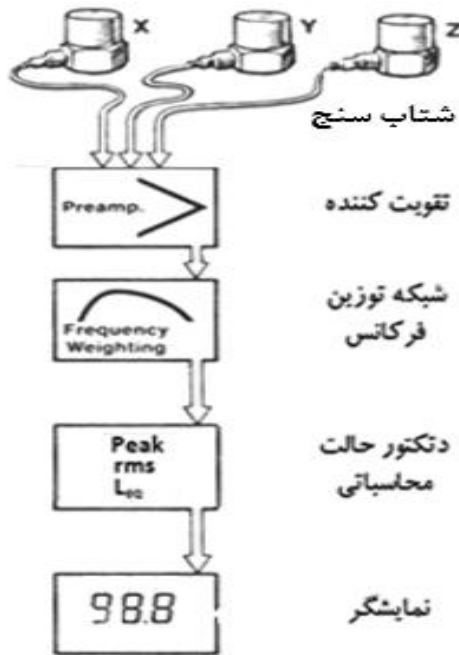 X Y Z
شتاب سنج
Preamp.
تقویت کننده
Frequency
Weighting
شبکه توزین
فرکانس
Peak
rms
Leq
دتکتور حالت
محاسباتی
98.8
نمایشگر